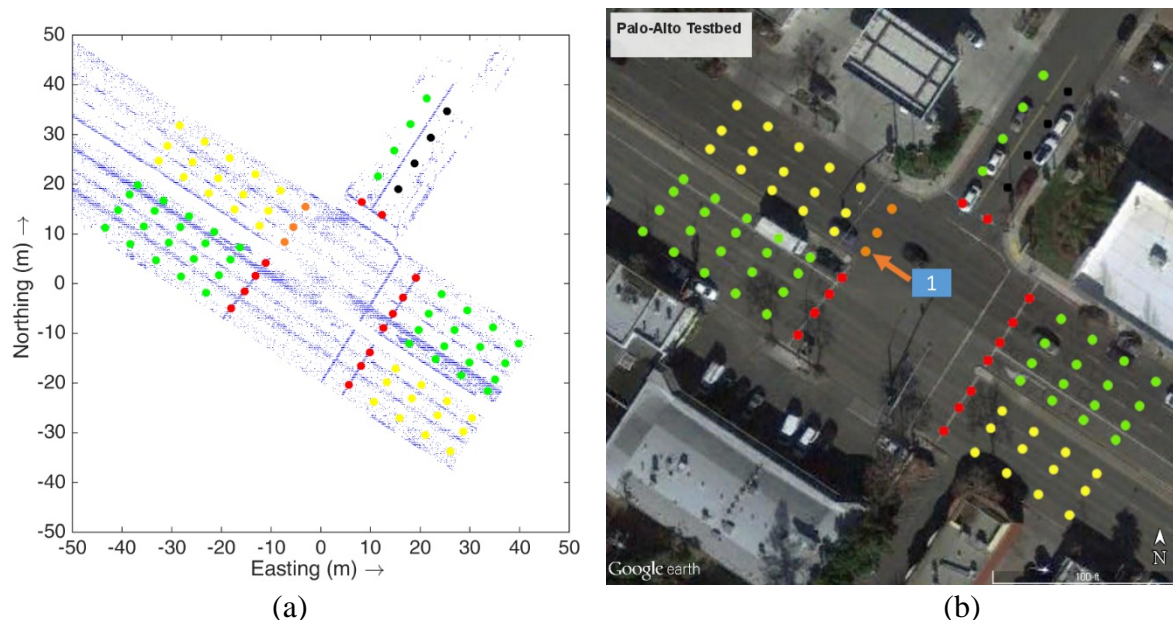 50
40
30
20
10
0
-10
-20
-30
-40
-50
Northing (m) →
-50 -40 -30 -20 -10 0 10 20 30 40 50
Easting (m) →
(a)
Palo-Alto Testbed
1
Google earth
100 ft
N
(b)